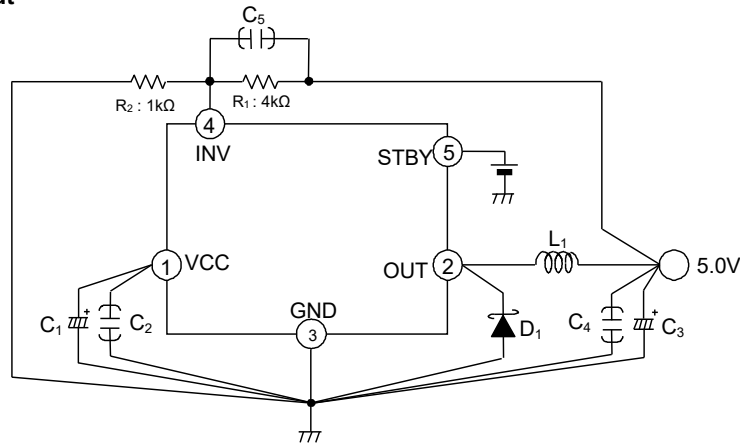 C5
R2 : 1kΩ
R1 : 4kΩ
4
INV
STBY
5
1
VCC
OUT
2
L1
5.0V
GND
3
C1
+
C2
D1
C4
+
C3